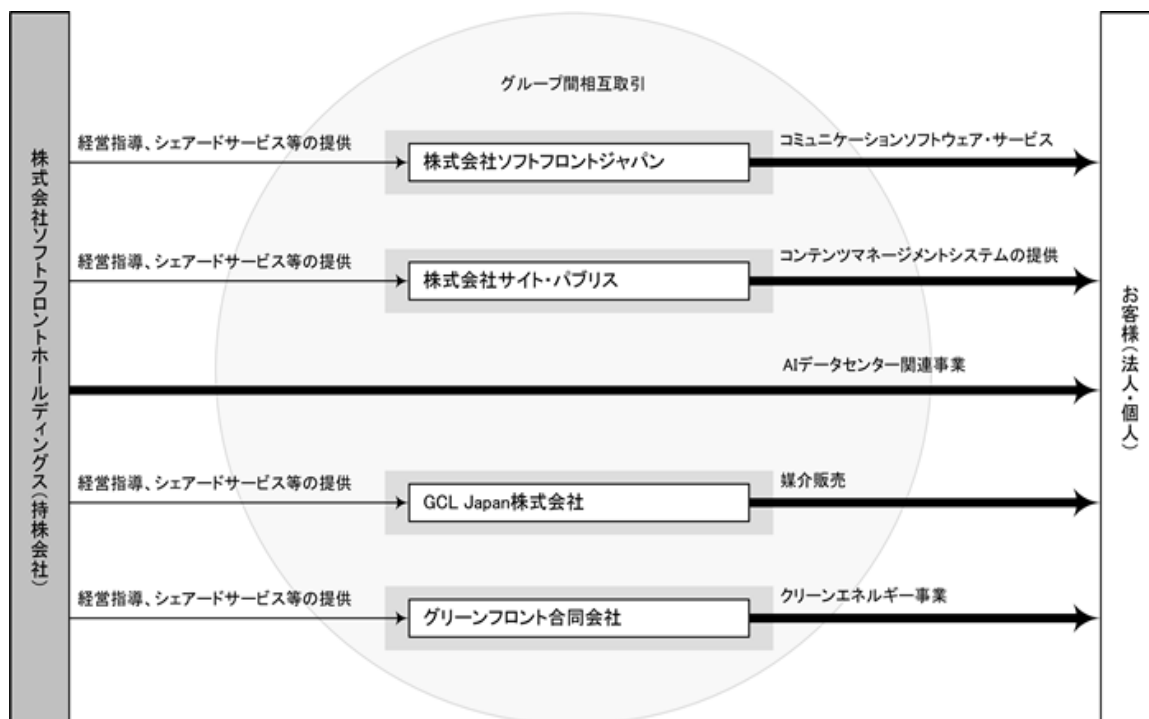 株式会社ソフトフロントホールディングス（持株会社）
グループ間相互取引
経営指導、シェアードサービス等の提供
株式会社ソフトフロントジャパン
コミュニケーションソフトウェア・サービス
経営指導、シェアードサービス等の提供
株式会社サイト・パブリス
コンテンツマネージメントシステムの提供
AIデータセンター関連事業
経営指導、シェアードサービス等の提供
GCL Japan株式会社
媒介販売
経営指導、シェアードサービス等の提供
グリーンフロント合同会社
クリーンエネルギー事業
お客様（法人・個人）